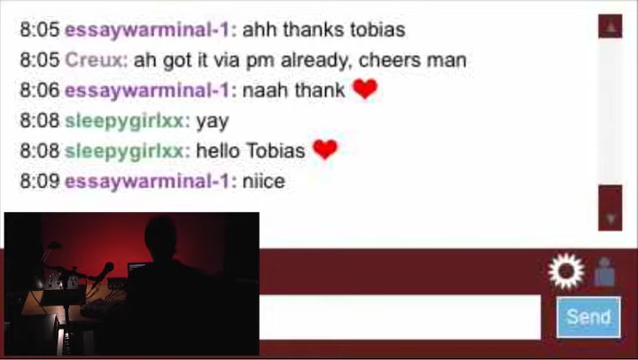 8:05 essaywarminal-1: ahh thanks tobias
8:05 Creux: ah got it via pm already, cheers man
8:06 essaywarminal-1: naah thank ❤
8:08 sleepygirlxx: yay
8:08 sleepygirlxx: hello Tobias ❤
8:09 essaywarminal-1: niice
Send